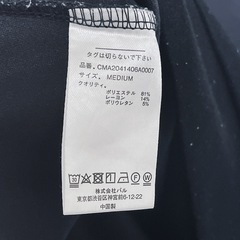 タグは切らないで下さい
品番: CMA2041406A0007
サイズ: MEDIUM
クオリティ:
ポリエステル 81%
レーヨン 14%
ポリウレタン 5%
株式会社パル
東京都渋谷区神宮前6-12-22
中国製